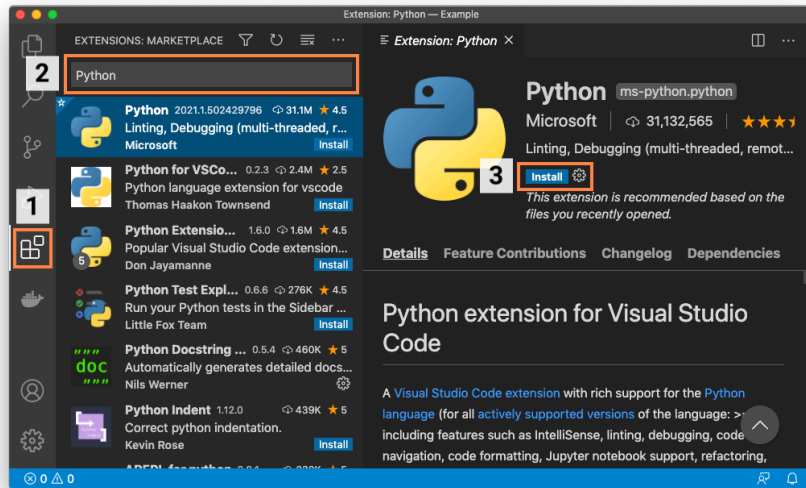 Extension: Python — Example
EXTENSIONS: MARKETPLACE
Extension: Python
2
Python
Python 2021.1.502429796 31.1M 4.5
Linting, Debugging (multi-threaded, r...
Microsoft Install
Python for VSCo... 0.2.3 2.4M 2.5
Python language extension for vscode
Thomas Haakon Townsend Install
1
Python Extensio... 1.6.0 1.6M 4.5
Popular Visual Studio Code extension...
5
Don Jayamanne Install
Python Test Expl... 0.6.6 276K 4.5
Run your Python tests in the Sidebar ...
Little Fox Team Install
"""
doc
"""
Python Docstring ... 0.5.4 460K 5
Automatically generates detailed docs...
Nils Werner
Python Indent 1.12.0 439K 5
Correct python indentation.
Kevin Rose Install
Python ms-python.python
Microsoft 31,132,565
Linting, Debugging (multi-threaded, remot...
3
Install
This extension is recommended based on the
files you recently opened.
Details Feature Contributions Changelog Dependencies
Python extension for Visual Studio
Code
A Visual Studio Code extension with rich support for the Python
language (for all actively supported versions of the language:
including features such as IntelliSense, linting, debugging, code
navigation, code formatting, Jupyter notebook support, refactoring,
0 0